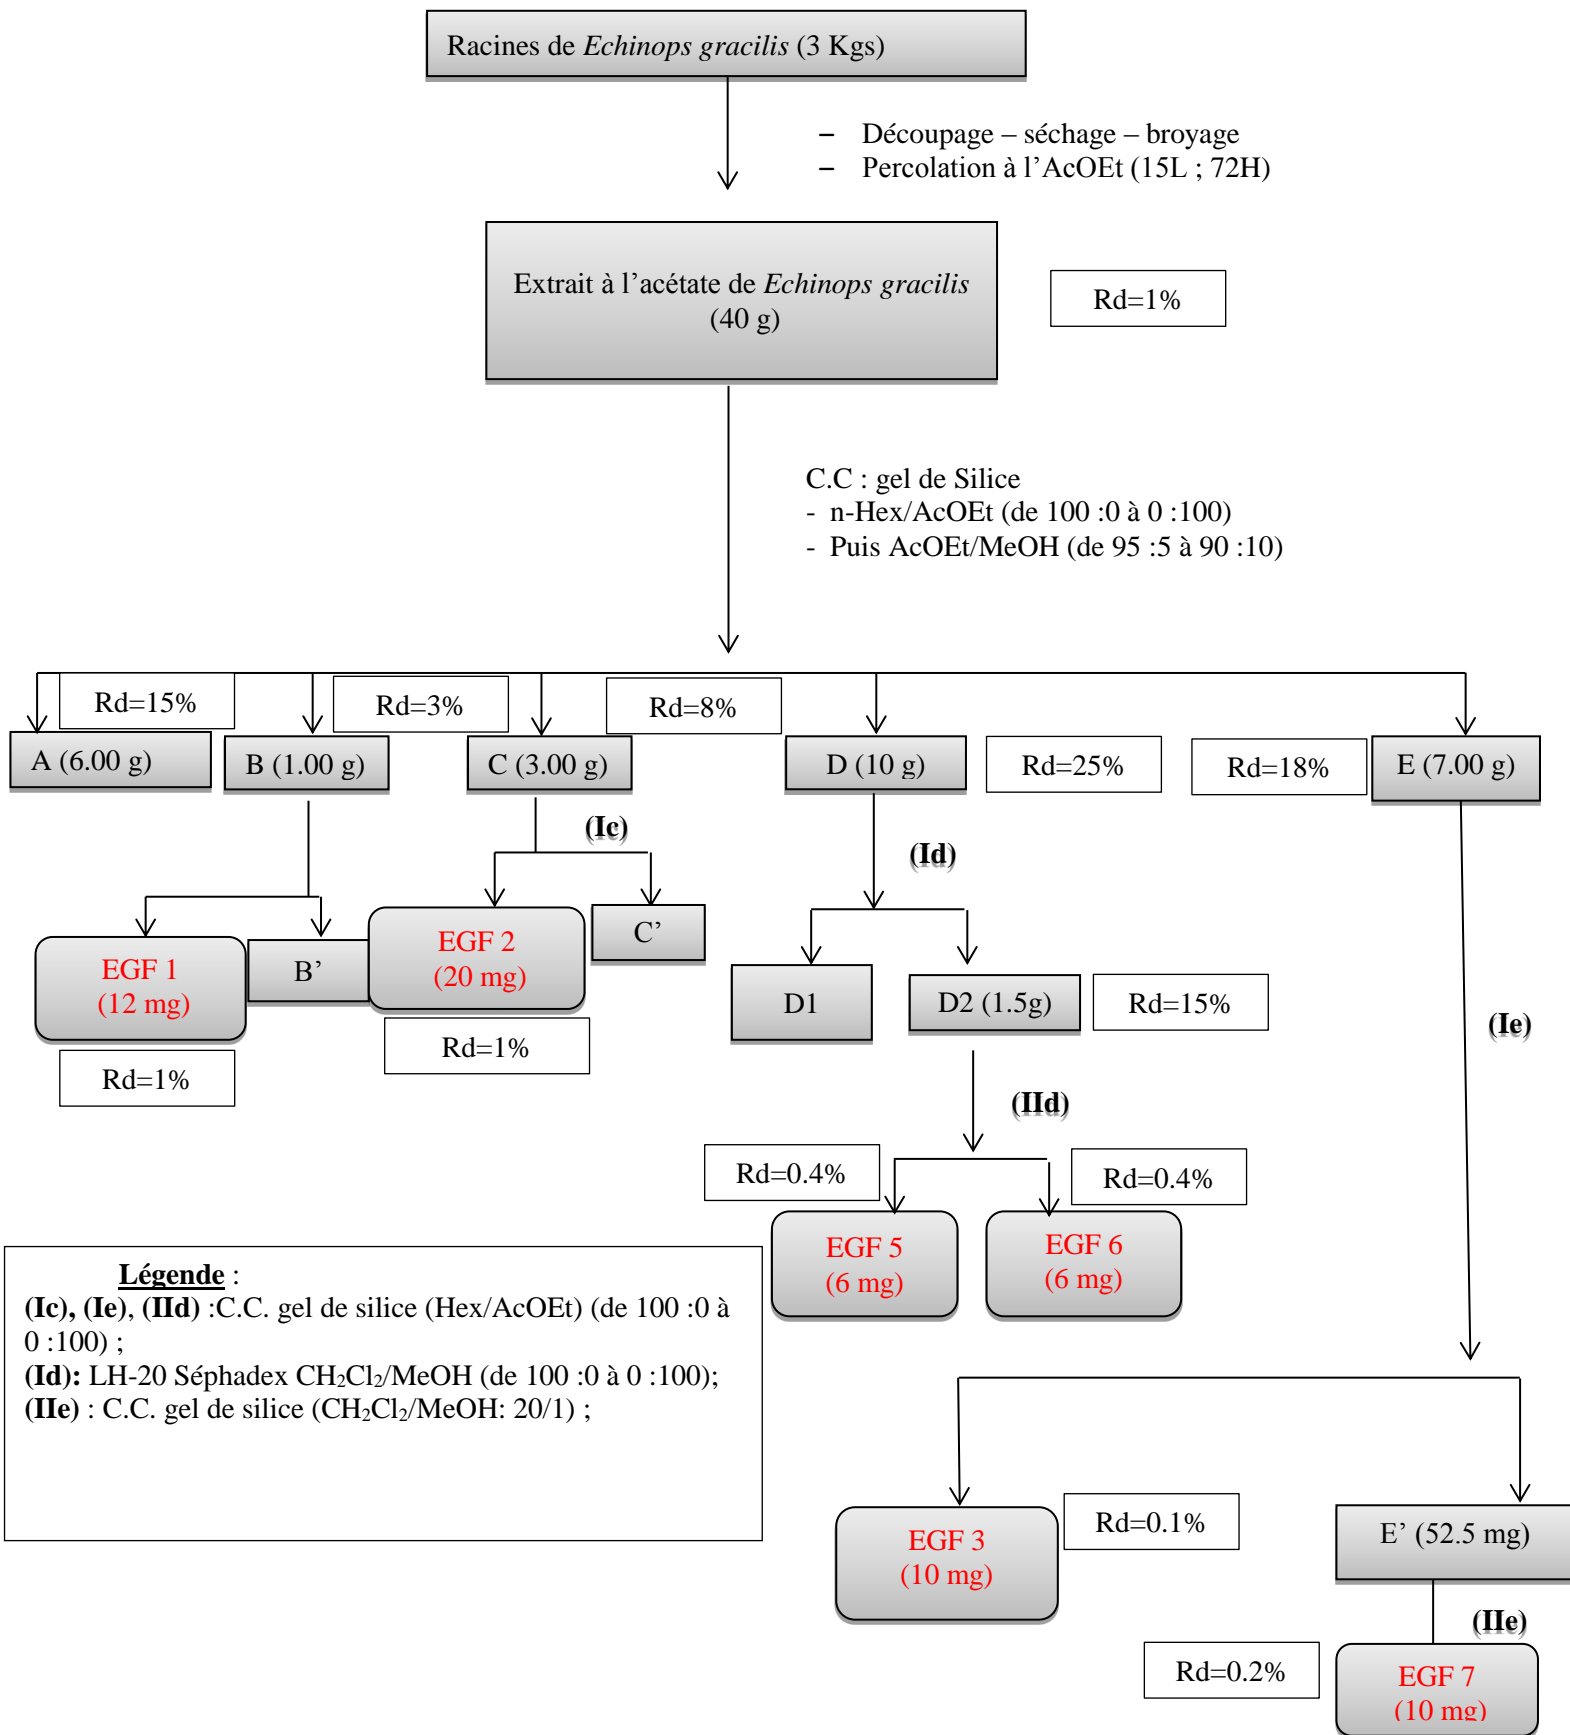 Racines de Echinops gracilis (3 Kgs)
– Découpage – séchage – broyage
– Percolation à l’AcOEt (15L ; 72H)
Extrait à l’acétate de Echinops gracilis
(40 g)
Rd=1%
C.C : gel de Silice
- n-Hex/AcOEt (de 100 :0 à 0 :100)
- Puis AcOEt/MeOH (de 95 :5 à 90 :10)
Rd=15%
Rd=3%
Rd=8%
A (6.00 g)
B (1.00 g)
C (3.00 g)
D (10 g)
Rd=25%
Rd=18%
E (7.00 g)
(Ic)
(Id)
EGF 1
(12 mg)
B’
EGF 2
(20 mg)
C’
D1
D2 (1.5g)
Rd=15%
(Ie)
Rd=1%
Rd=1%
(IId)
Rd=0.4%
Rd=0.4%
EGF 5
(6 mg)
EGF 6
(6 mg)
Légende :
(Ic), (Ie), (IId) :C.C. gel de silice (Hex/AcOEt) (de 100 :0 à
0 :100) ;
(Id): LH-20 Séphadex CH₂Cl₂/MeOH (de 100 :0 à 0 :100);
(IIe) : C.C. gel de silice (CH₂Cl₂/MeOH: 20/1) ;
EGF 3
(10 mg)
Rd=0.1%
E’ (52.5 mg)
(IIe)
Rd=0.2%
EGF 7
(10 mg)